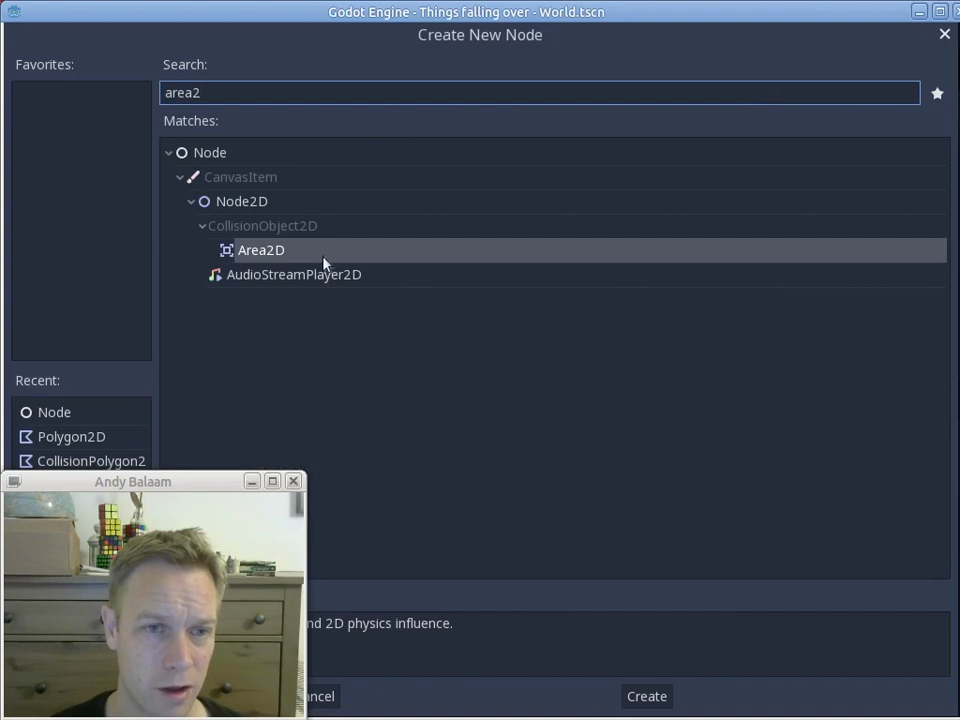 Godot Engine - Things falling over - World.tscn
Create New Node
Favorites:
Search:
area2
Matches:
Node
CanvasItem
Node2D
CollisionObject2D
Area2D
AudioStreamPlayer2D
Recent:
Node
Polygon2D
CollisionPolygon2
Andy Balaam
nd 2D physics influence.
ncel
Create